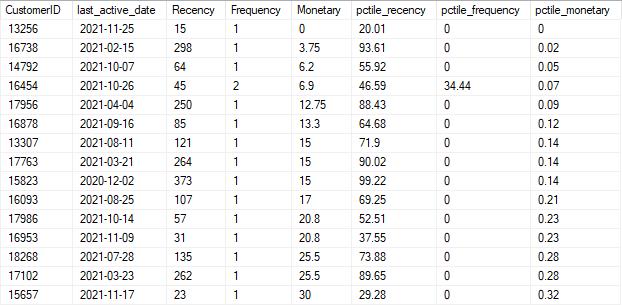 CustomerID last_active_date Recency Frequency Monetary pctile_recency pctile_frequency pctile_monetary
13256 2021-11-25 15 1 0 20.01 0 0
16738 2021-02-15 298 1 3.75 93.61 0 0.02
14792 2021-10-07 64 1 6.2 55.92 0 0.05
16454 2021-10-26 45 2 6.9 46.59 34.44 0.07
17956 2021-04-04 250 1 12.75 88.43 0 0.09
16878 2021-09-16 85 1 13.3 64.68 0 0.12
13307 2021-08-11 121 1 15 71.9 0 0.14
17763 2021-03-21 264 1 15 90.02 0 0.14
15823 2020-12-02 373 1 15 99.22 0 0.14
16093 2021-08-25 107 1 17 69.25 0 0.21
17986 2021-10-14 57 1 20.8 52.51 0 0.23
16953 2021-11-09 31 1 20.8 37.55 0 0.23
18268 2021-07-28 135 1 25.5 73.88 0 0.28
17102 2021-03-23 262 1 25.5 89.65 0 0.28
15657 2021-11-17 23 1 30 29.28 0 0.32